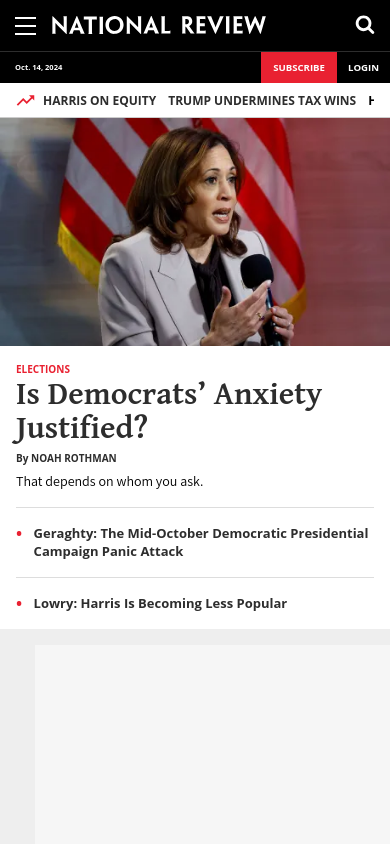 NATIONAL REVIEW
Oct. 14, 2024
SUBSCRIBE
LOGIN
HARRIS ON EQUITY
TRUMP UNDERMINES TAX WINS
ELECTIONS
Is Democrats’ Anxiety
Justified?
By NOAH ROTHMAN
That depends on whom you ask.
Geraghty: The Mid-October Democratic Presidential
Campaign Panic Attack
Lowry: Harris Is Becoming Less Popular